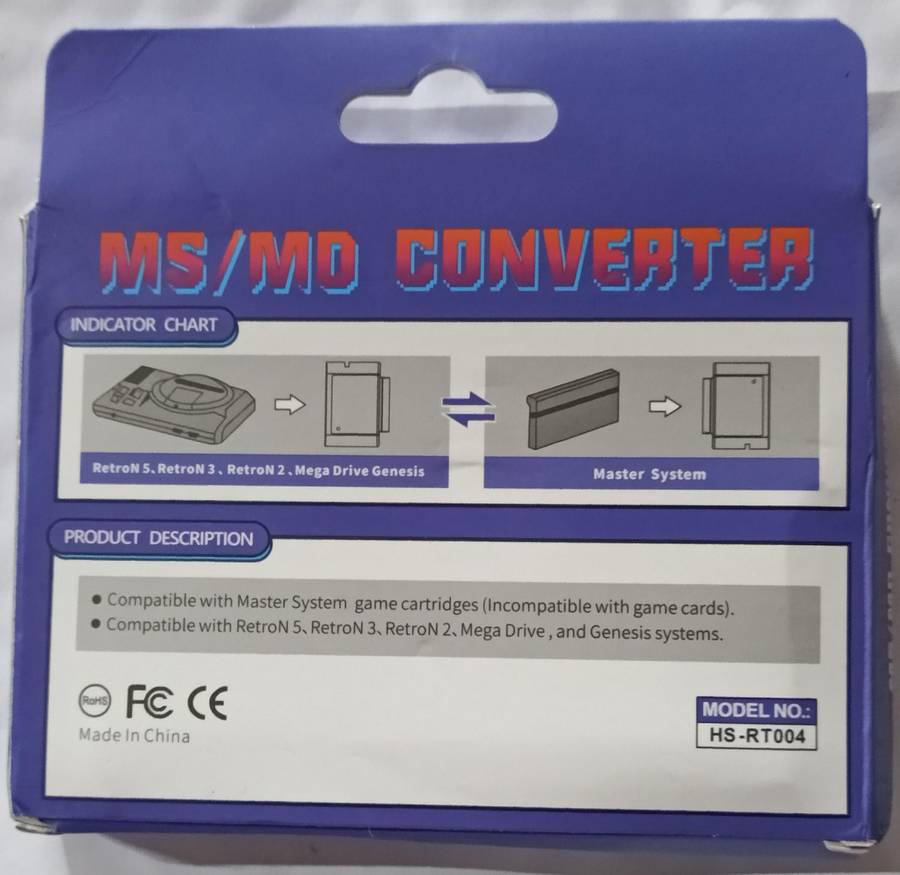 MS/MD CONVERTER
INDICATOR CHART
RetroN 5、RetroN 3 、RetroN 2 、Mega Drive Genesis
Master System
PRODUCT DESCRIPTION
● Compatible with Master System game cartridges (Incompatible with game cards).
● Compatible with RetroN 5、RetroN 3、RetroN 2、Mega Drive , and Genesis systems.
RoHS FC CE
Made In China
MODEL NO.:
HS-RT004